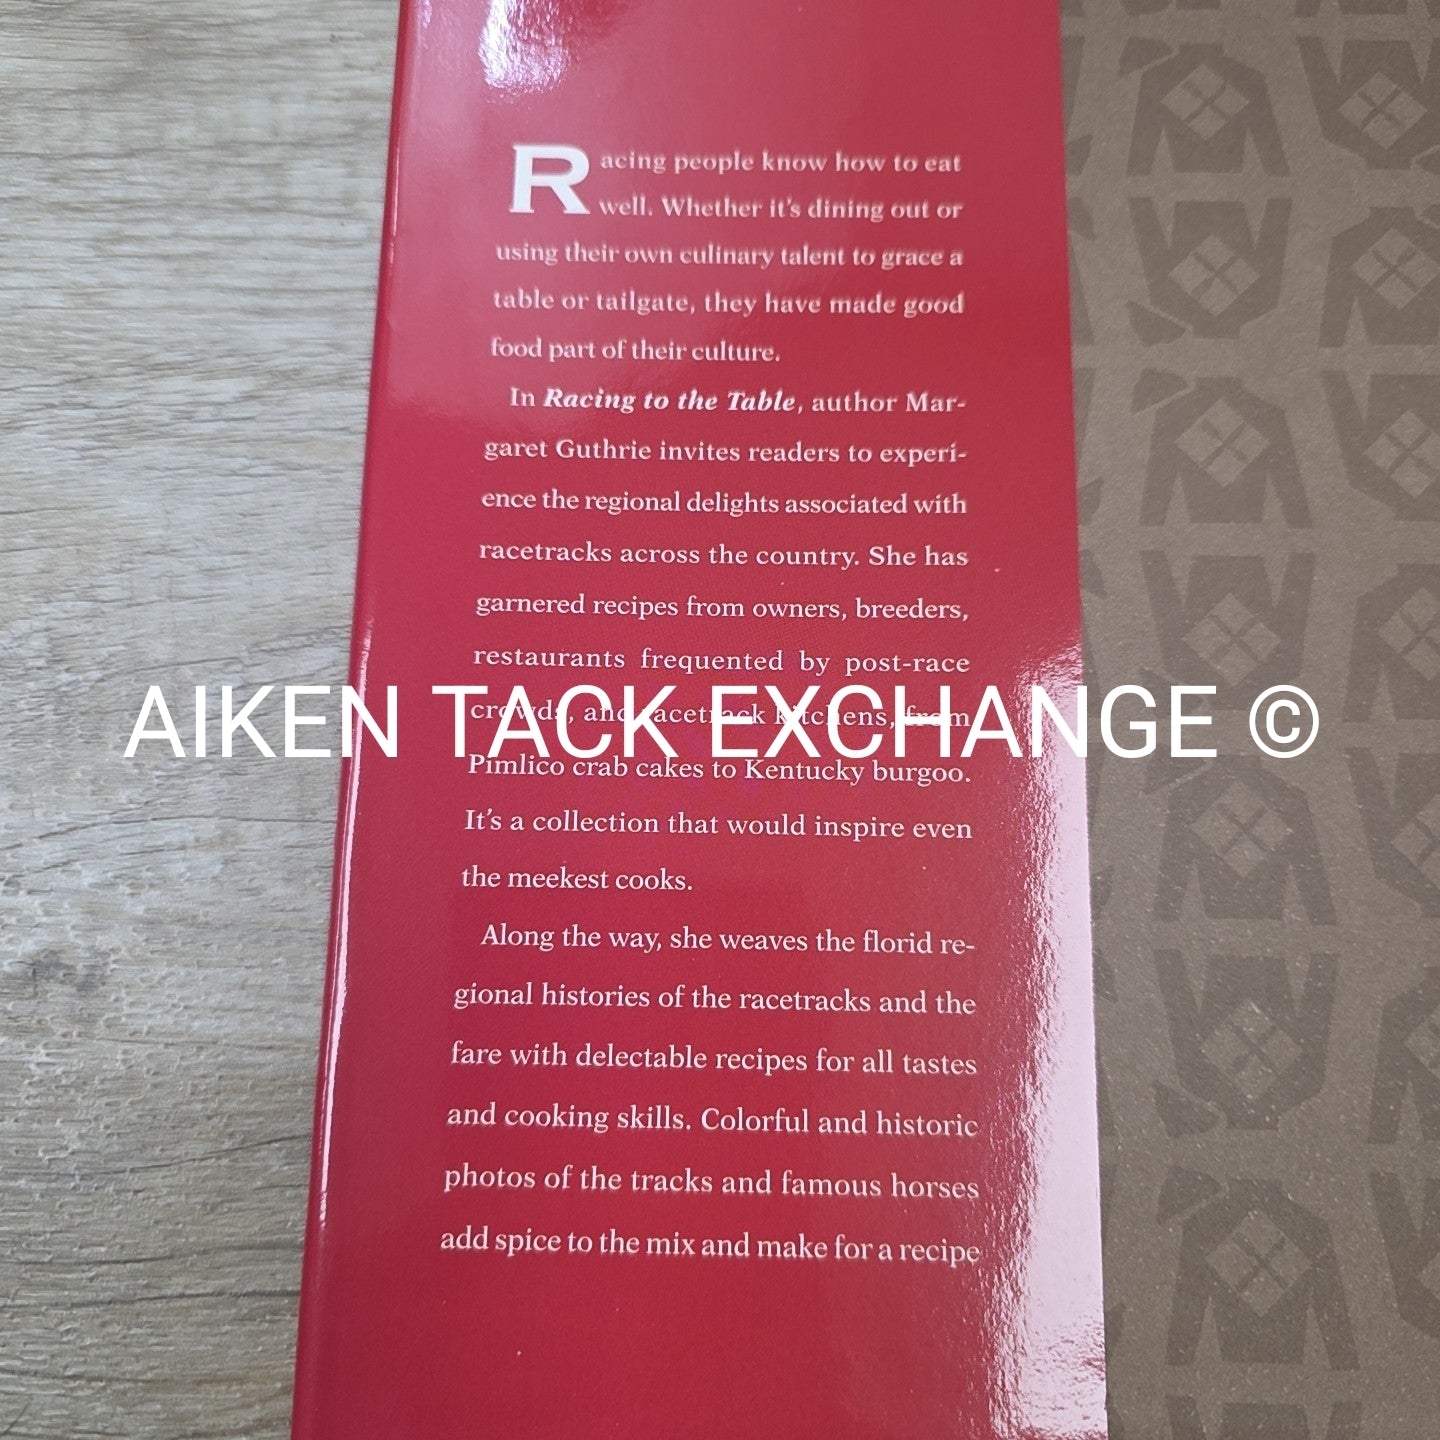 Racing people know how to eat
well. Whether it's dining out or
using their own culinary talent to grace a
table or tailgate, they have made good
food part of their culture.
In Racing to the Table, author Mar-
garet Guthrie invites readers to experi-
ence the regional delights associated with
racetracks across the country. She has
garnered recipes from owners, breeders,
restaurants frequented by post-race
crowds, and racetrack kitchens, from
AIKEN TACK EXCHANGE ©
Pimlico crab cakes to Kentucky burgoo.
It's a collection that would inspire even
the meekest cooks.
Along the way, she weaves the florid re-
gional histories of the racetracks and the
fare with delectable recipes for all tastes
and cooking skills. Colorful and historic
photos of the tracks and famous horses
add spice to the mix and make for a recipe